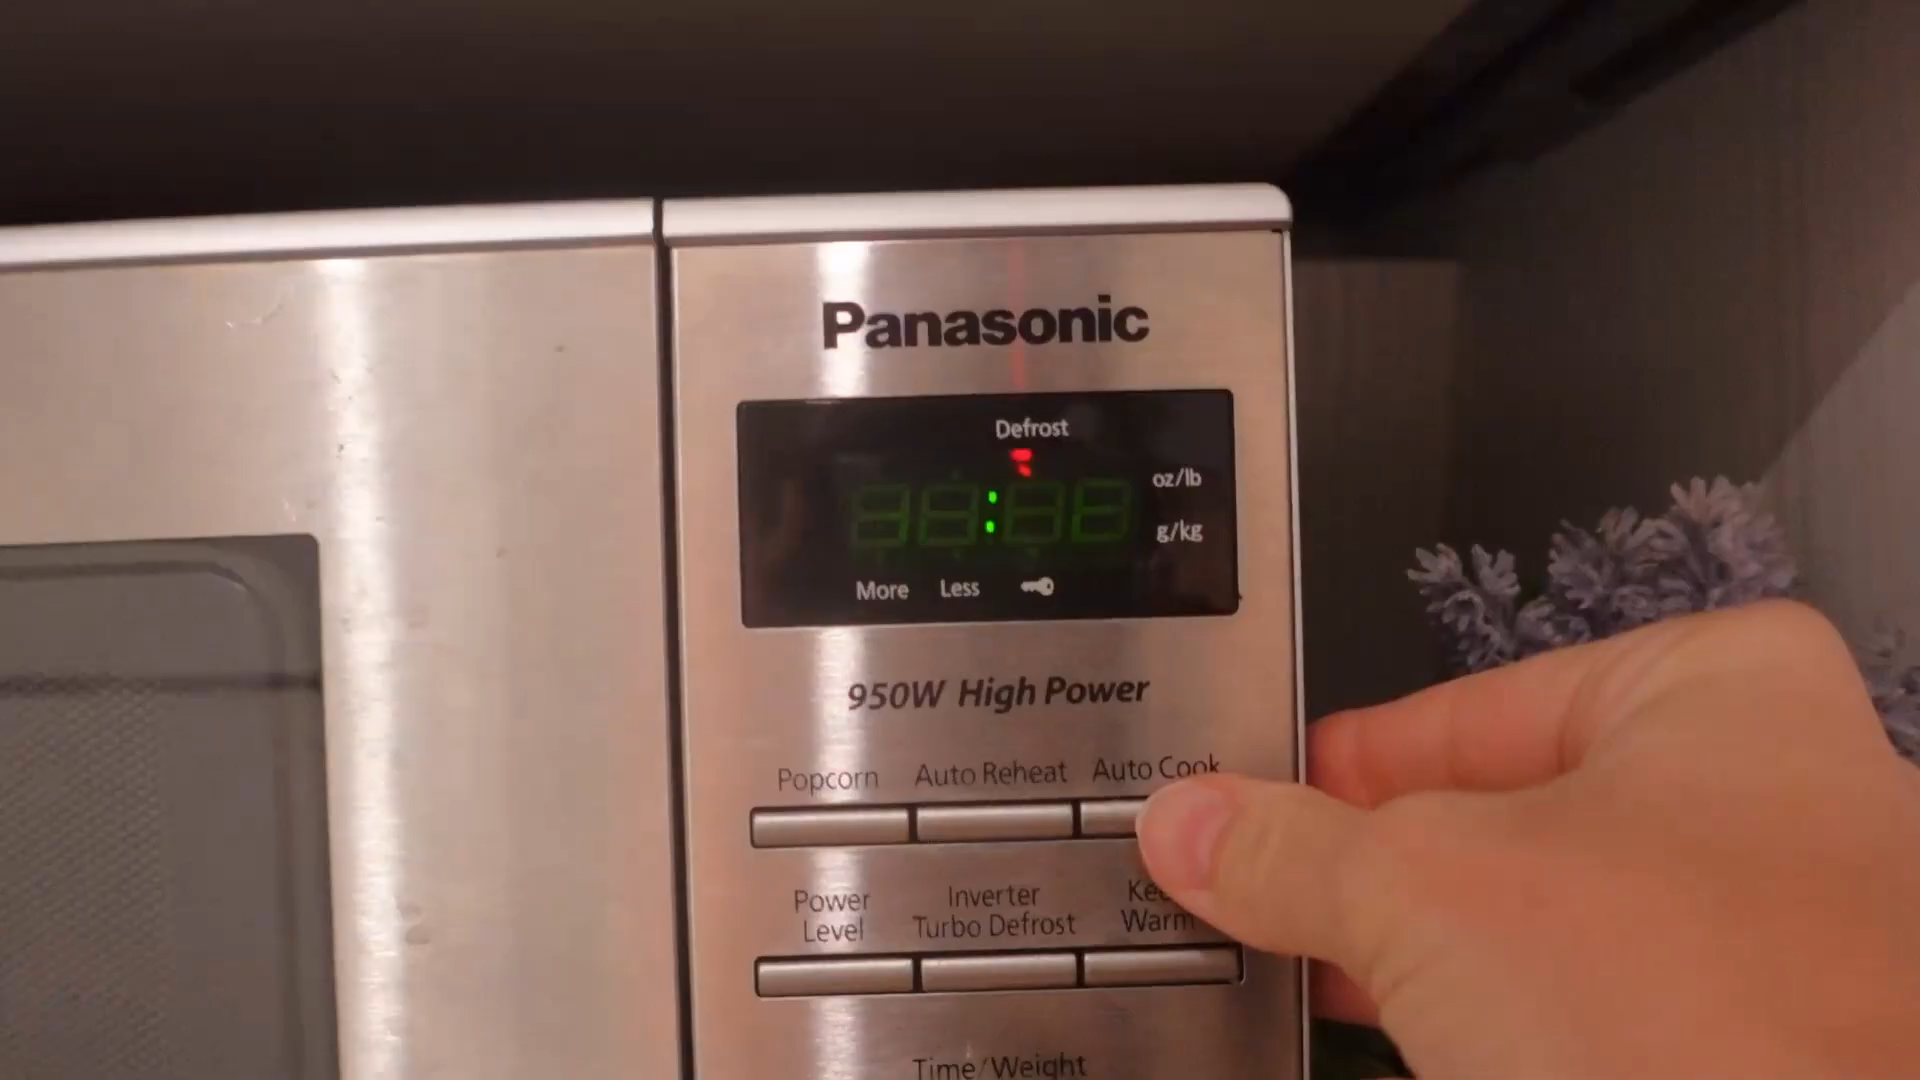 Panasonic
Defrost
oz/lb
:
g/kg
More Less
950W High Power
Popcorn Auto Reheat Auto Cook
Power Level
Inverter Turbo Defrost
Warm
Time/Weight